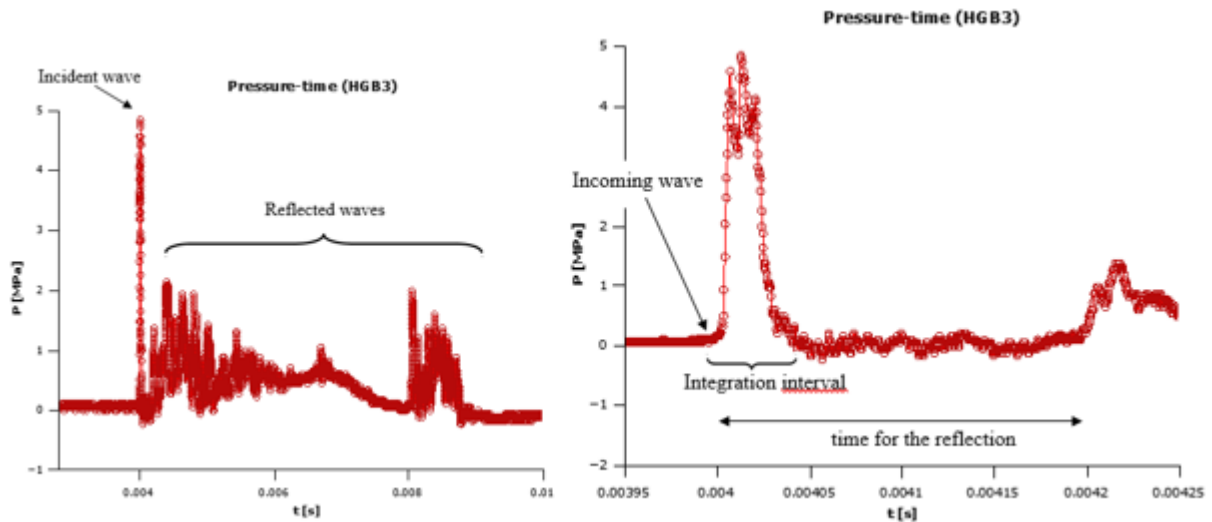 Incident wave
Pressure-time (HGB3)
5
4
3
2
1
0
−1
P [MPa]
Reflected waves
0.004
0.006
0.008
0.01
t [s]
Pressure-time (HGB3)
5
4
2
1
0
−1
−2
P [MPa]
Incoming wave
Integration interval
time for the reflection
0.00395
0.004
0.00405
0.0041
0.00415
0.0042
0.00425
t [s]